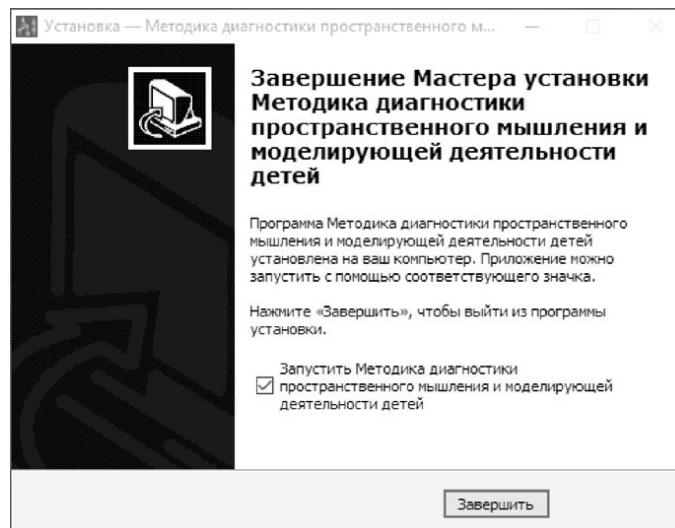 Установка — Методика диагностики пространственного м...
Завершение Мастера установки
Методика диагностики
пространственного мышления и
моделирующей деятельности
детей
Программа Методика диагностики пространственного
мышления и моделирующей деятельности детей
установлена на ваш компьютер. Приложение можно
запустить с помощью соответствующего значка.
Нажмите «Завершить», чтобы выйти из программы
установки.
Запустить Методика диагностики
пространственного мышления и моделирующей
деятельности детей
Завершить